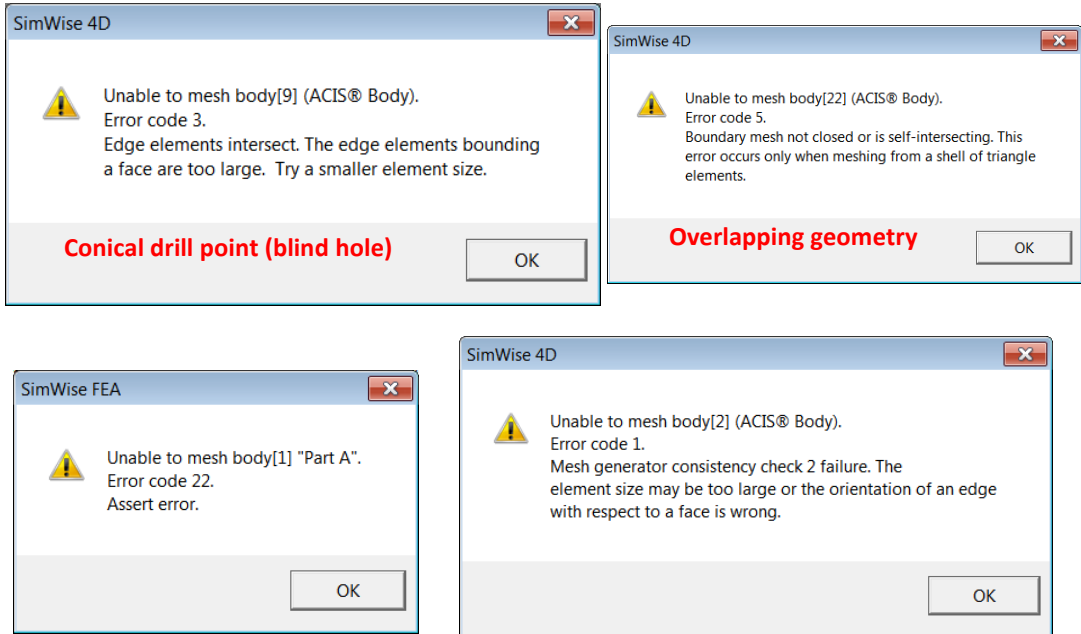 SimWise 4D
Unable to mesh body[9] (ACIS® Body).
Error code 3.
Edge elements intersect. The edge elements bounding
a face are too large.  Try a smaller element size.
Conical drill point (blind hole)
OK
SimWise 4D
Unable to mesh body[22] (ACIS® Body).
Error code 5.
Boundary mesh not closed or is self-intersecting. This
error occurs only when meshing from a shell of triangle
elements.
Overlapping geometry
OK
SimWise FEA
Unable to mesh body[1] "Part A".
Error code 22.
Assert error.
OK
SimWise 4D
Unable to mesh body[2] (ACIS® Body).
Error code 1.
Mesh generator consistency check 2 failure. The
element size may be too large or the orientation of an edge
with respect to a face is wrong.
OK